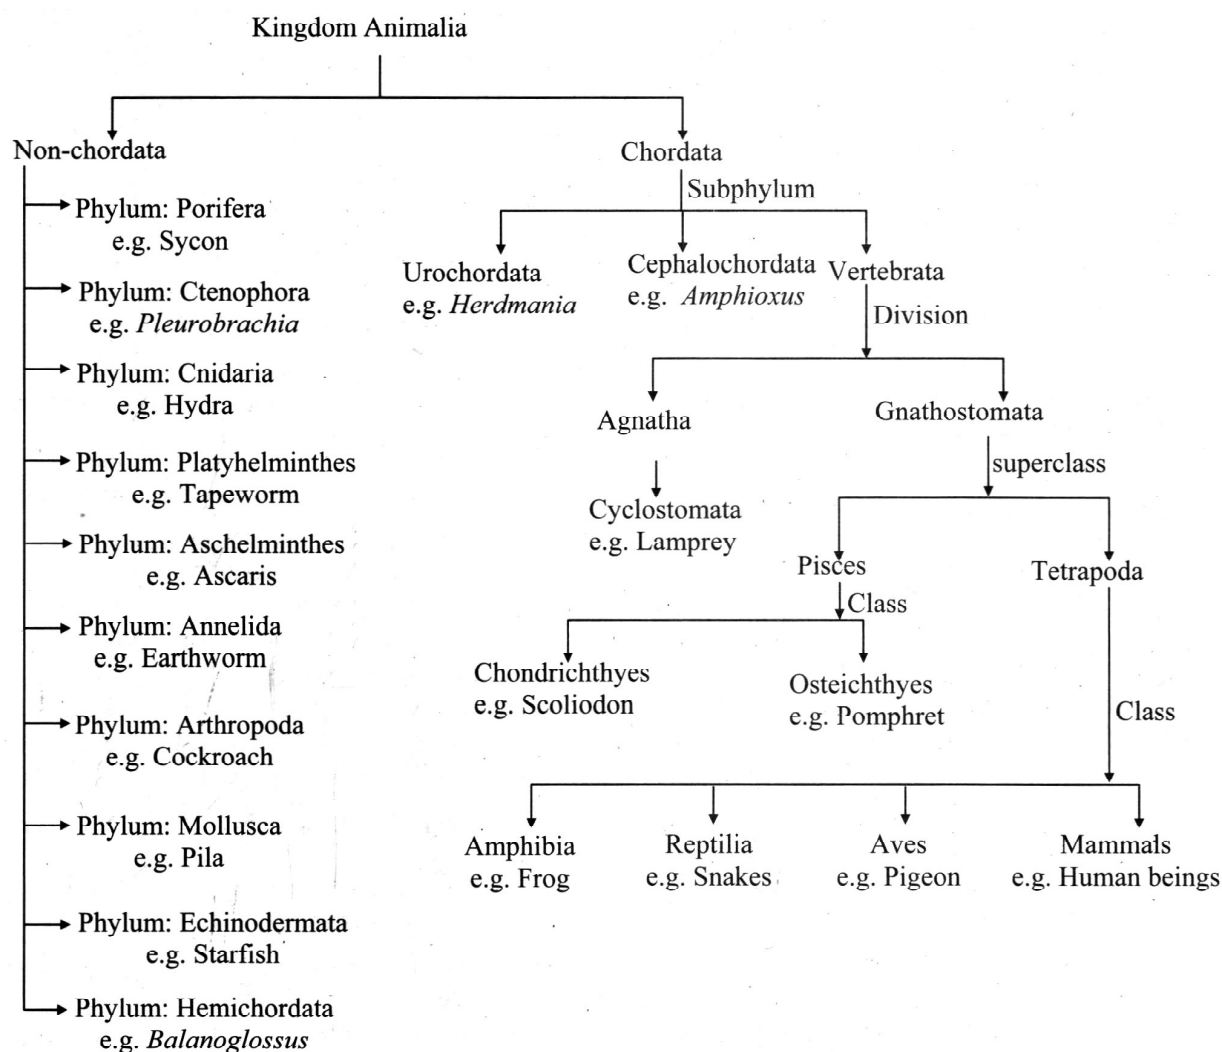 Kingdom Animalia
Non-chordata
Phylum: Porifera
e.g. Sycon
Phylum: Ctenophora
e.g. Pleurobrachia
Phylum: Cnidaria
e.g. Hydra
Phylum: Platyhelminthes
e.g. Tapeworm
Phylum: Aschelminthes
e.g. Ascaris
Phylum: Annelida
e.g. Earthworm
Phylum: Arthropoda
e.g. Cockroach
Phylum: Mollusca
e.g. Pila
Phylum: Echinodermata
e.g. Starfish
Phylum: Hemichordata
e.g. Balanoglossus
Chordata
Subphylum
Urochordata
e.g. Herdmania
Cephalochordata
e.g. Amphioxus
Vertebrata
Division
Agnatha
Cyclostomata
e.g. Lamprey
Gnathostomata
superclass
Pisces
Class
Chondrichthyes
e.g. Scoliodon
Osteichthyes
e.g. Pomphret
Tetrapoda
Class
Amphibia
e.g. Frog
Reptilia
e.g. Snakes
Aves
e.g. Pigeon
Mammals
e.g. Human beings